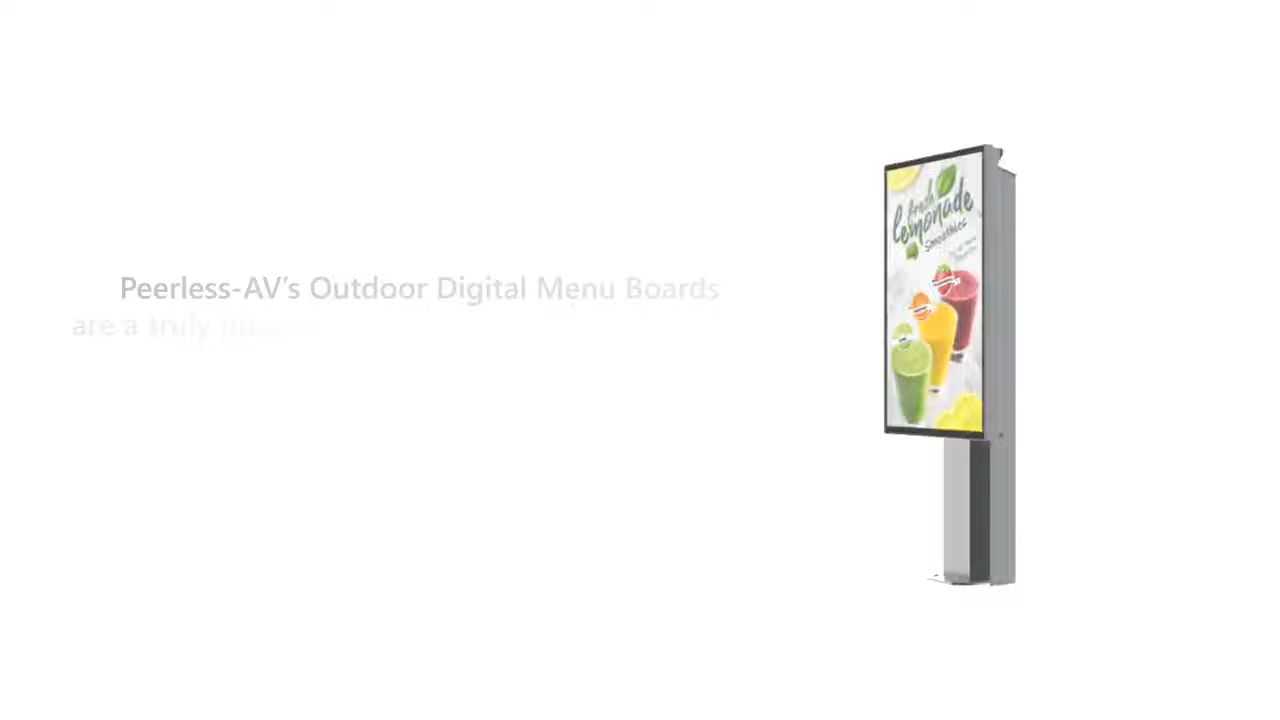 Peerless-AV’s Outdoor Digital Menu Boards
are a truly
fresh
lemonade
Smoothies